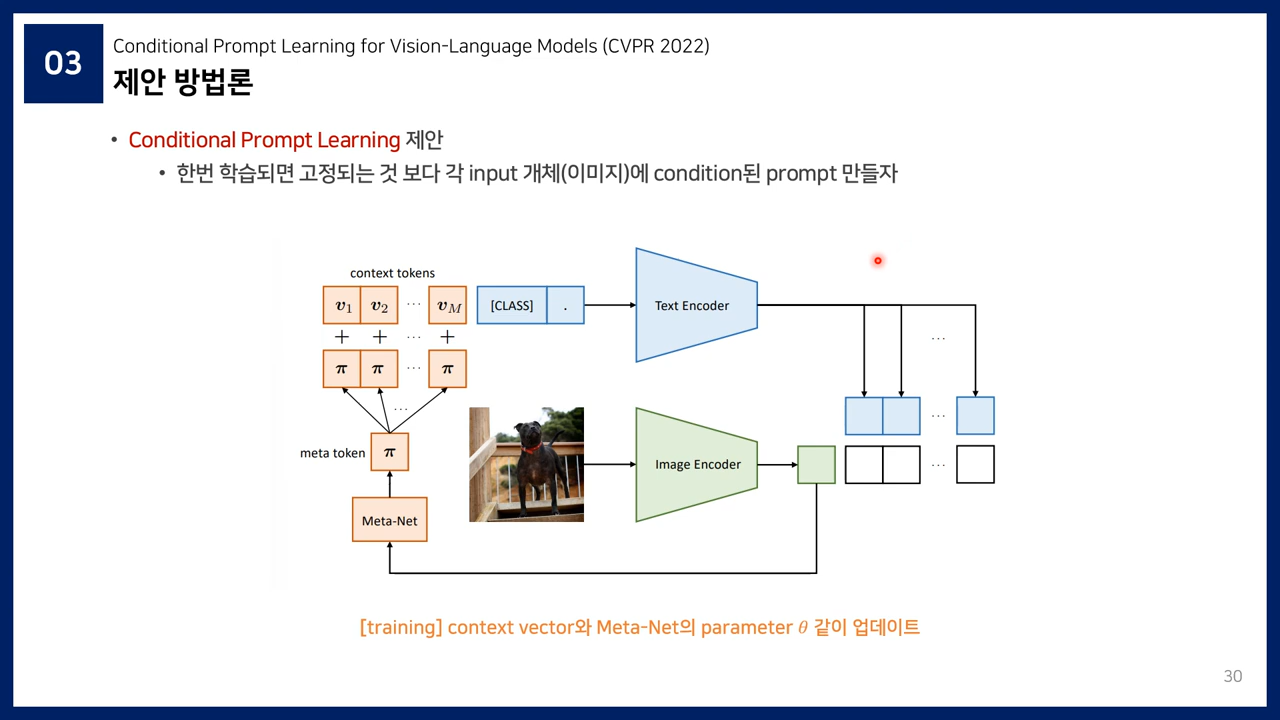 03
Conditional Prompt Learning for Vision-Language Models (CVPR 2022)
제안 방법론
• Conditional Prompt Learning 제안
• 한번 학습되면 고정되는 것 보다 각 input 개체(이미지)에 condition된 prompt 만들자
context tokens
v1 v2 ... vM [CLASS] .
Text Encoder
+ + ... +
...
π π ... π
...
...
meta token π
Image Encoder
...
Meta-Net
[training] context vector와 Meta-Net의 parameter θ 같이 업데이트
30